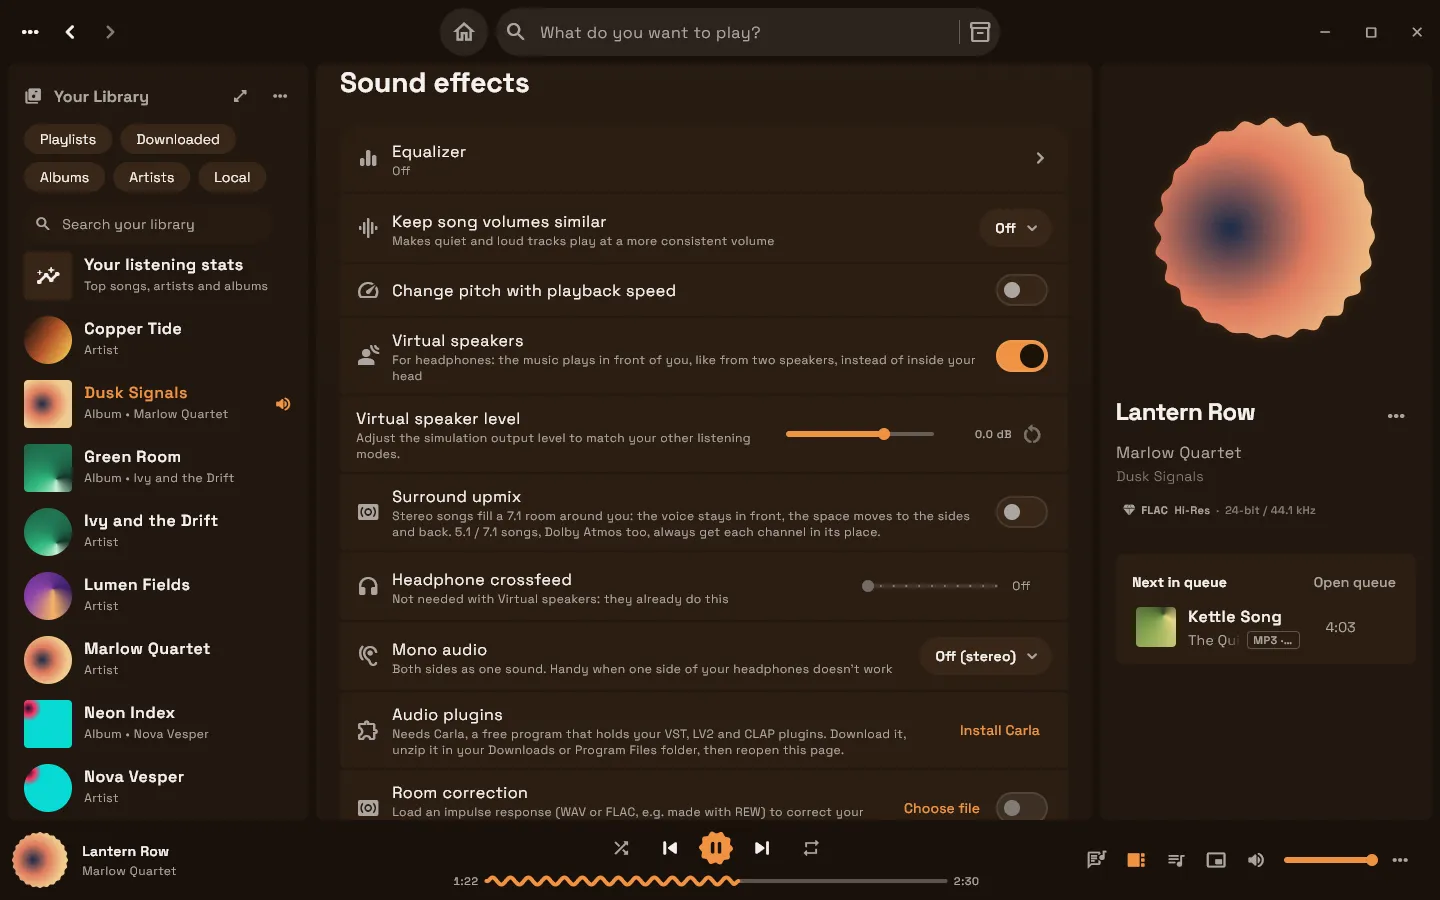 What do you want to play?
Your Library
Playlists
Downloaded
Albums
Artists
Local
Search your library
Your listening stats
Top songs, artists and albums
Copper Tide
Artist
Dusk Signals
Album • Marlow Quartet
Green Room
Album • Ivy and the Drift
Ivy and the Drift
Artist
Lumen Fields
Artist
Marlow Quartet
Artist
Neon Index
Album • Nova Vesper
Nova Vesper
Artist
Sound effects
Equalizer
Off
Keep song volumes similar
Makes quiet and loud tracks play at a more consistent volume
Off
Change pitch with playback speed
Virtual speakers
For headphones: the music plays in front of you, like from two speakers, instead of inside your
head
Virtual speaker level
Adjust the simulation output level to match your other listening
modes.
0.0 dB
Surround upmix
Stereo songs fill a 7.1 room around you: the voice stays in front, the space moves to the sides
and back. 5.1 / 7.1 songs, Dolby Atmos too, always get each channel in its place.
Headphone crossfeed
Not needed with Virtual speakers: they already do this
Off
Mono audio
Both sides as one sound. Handy when one side of your headphones doesn't work
Off (stereo)
Audio plugins
Needs Carla, a free program that holds your VST, LV2 and CLAP plugins. Download it,
unzip it in your Downloads or Program Files folder, then reopen this page.
Install Carla
Room correction
Load an impulse response (WAV or FLAC, e.g. made with REW) to correct your
Choose file
Lantern Row
Marlow Quartet
Dusk Signals
FLAC Hi-Res · 24-bit / 44.1 kHz
Next in queue
Open queue
Kettle Song
The Qui
MP3 ·…
4:03
Lantern Row
Marlow Quartet
1:22
2:30